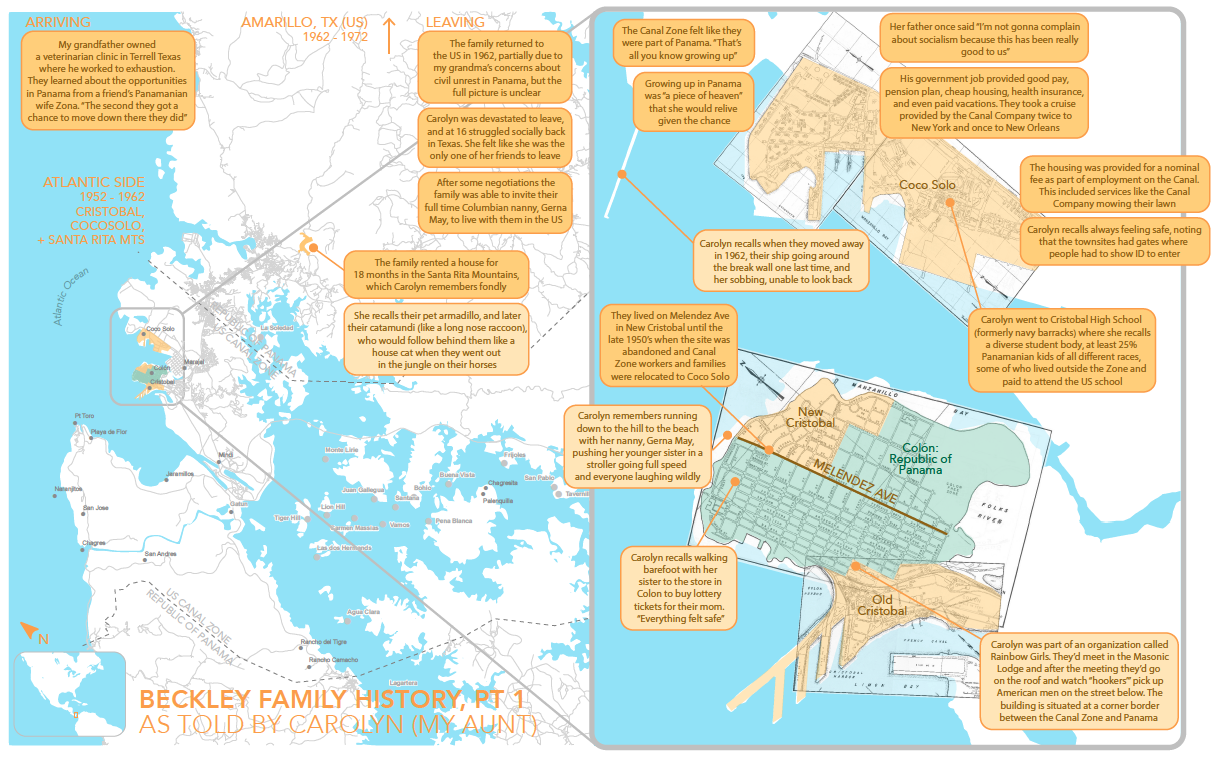 ARRIVING
My grandfather owned
a veterinarian clinic in Terrell Texas
where he worked to exhaustion.
They learned about the opportunities
in Panama from a friend's Panamanian
wife Zona. "The second they got a
chance to move down there they did"
AMARILLO, TX (US)
1962 - 1972
LEAVING
The family returned to
the US in 1962, partially due to
my grandma's concerns about
civil unrest in Panama, but the
full picture is unclear
Carolyn was devastated to leave,
and at 16 struggled socially back
in Texas. She felt like she was the
only one of her friends to leave
After some negotiations the
family was able to invite their
full time Columbian nanny, Gerna
May, to live with them in the US
ATLANTIC SIDE
1952 - 1962
CRISTOBAL,
COCOSOLO,
+ SANTA RITA MTS
The family rented a house for
18 months in the Santa Rita Mountains,
which Carolyn remembers fondly
She recalls their pet armadillo, and later
their catamundi (like a long nose raccoon),
who would follow behind them like a
house cat when they went out
in the jungle on their horses
Atlantic Ocean
Coco Solo
Colón
Cristobal
Margal
La Soledad
Pt Toro
Playa de Flor
Naranjitos
San Jose
Chagres
San Andres
Jaramillos
Mindi
Gatun
Tiger Hill
Lion Hill
Monte Lirie
Juan Gallegus
Carmen Massias
Las dos Hermands
Vamos
Santana
Bohio
Buena Vista
Pena Blanca
Frijoles
Chagresita
Palenquilla
San Pablo
Agua Clara
Rancho del Tigre
Rancho Camacho
Lagartera
US CANAL ZONE
REPUBLIC OF PANAMA
N
BECKLEY FAMILY HISTORY, PT 1
AS TOLD BY CAROLYN (MY AUNT)
The Canal Zone felt like they
were part of Panama. "That's
all you know growing up"
Growing up in Panama
was "a piece of heaven"
that she would relive
given the chance
Her father once said "I'm not gonna complain
about socialism because this has been really
good to us"
His government job provided good pay,
pension plan, cheap housing, health insurance,
and even paid vacations. They took a cruise
provided by the Canal Company twice to
New York and once to New Orleans
Coco Solo
The housing was provided for a nominal
fee as part of employment on the Canal.
This included services like the Canal
Company mowing their lawn
Carolyn recalls always feeling safe, noting
that the townsites had gates where
people had to show ID to enter
Carolyn recalls when they moved away
in 1962, their ship going around
the break wall one last time, and
her sobbing, unable to look back
Carolyn went to Cristobal High School
(formerly navy barracks) where she recalls
a diverse student body, at least 25%
Panamanian kids of all different races,
some of who lived outside the Zone and
paid to attend the US school
They lived on Melendez Ave
in New Cristobal until the
late 1950's when the site was
abandoned and Canal
Zone workers and families
were relocated to Coco Solo
Carolyn remembers running
down to the hill to the beach
with her nanny, Gerna May,
pushing her younger sister in a
stroller going full speed
and everyone laughing wildly
MANZANILLO
BAY
New
Cristobal
Colón:
Republic of
Panama
MELENDEZ AVE
FOLKS
RIVER
Carolyn recalls walking
barefoot with her
sister to the store in
Colon to buy lottery
tickets for their mom.
"Everything felt safe"
Old
Cristobal
LIMON BAY
Carolyn was part of an organization called
Rainbow Girls. They'd meet in the Masonic
Lodge and after the meeting they'd go
on the roof and watch "hookers" pick up
American men on the street below. The
building is situated at a corner border
between the Canal Zone and Panama